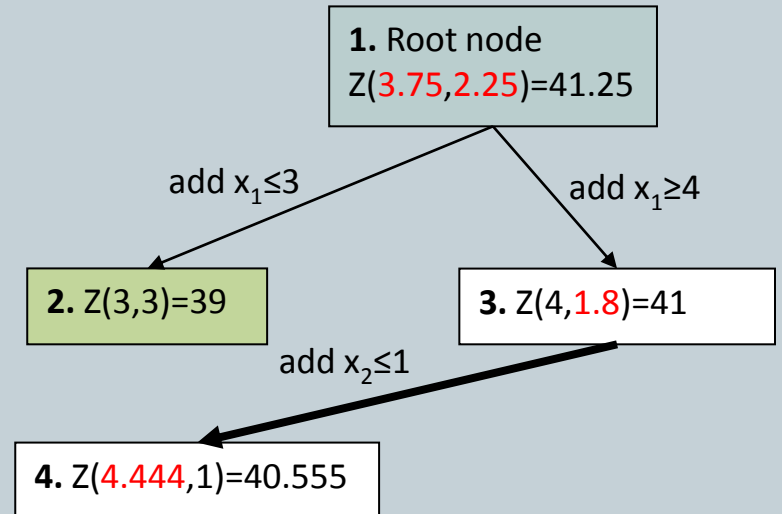 1. Root node
Z(3.75,2.25)=41.25
add x₁≤3
add x₁≥4
2. Z(3,3)=39
3. Z(4,1.8)=41
add x₂≤1
4. Z(4.444,1)=40.555